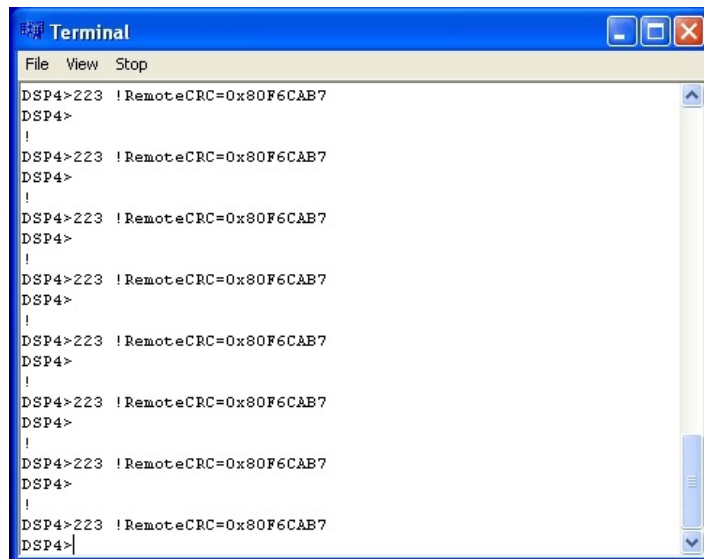 Terminal
File View Stop
DSP4>223 !RemoteCRC=0x80F6CAB7
DSP4>
!
DSP4>223 !RemoteCRC=0x80F6CAB7
DSP4>
!
DSP4>223 !RemoteCRC=0x80F6CAB7
DSP4>
!
DSP4>223 !RemoteCRC=0x80F6CAB7
DSP4>
!
DSP4>223 !RemoteCRC=0x80F6CAB7
DSP4>
!
DSP4>223 !RemoteCRC=0x80F6CAB7
DSP4>
!
DSP4>223 !RemoteCRC=0x80F6CAB7
DSP4>
!
DSP4>223 !RemoteCRC=0x80F6CAB7
DSP4>